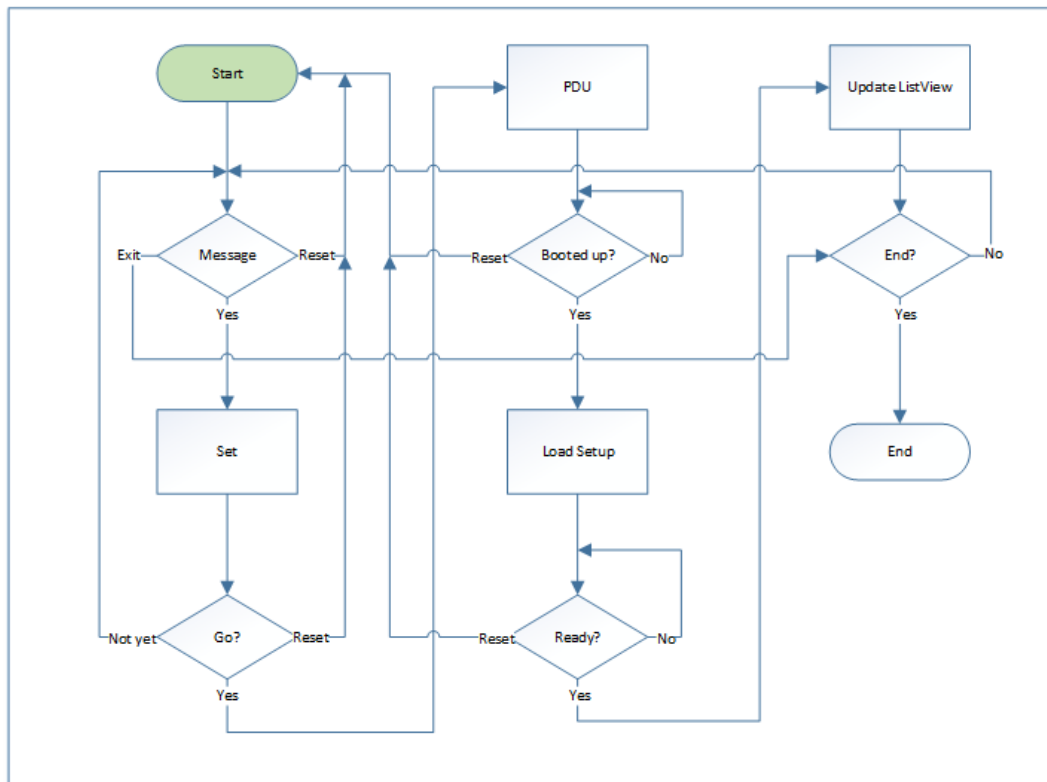 Start
PDU
Update ListView
Exit
Message
Reset
Reset
Booted up?
No
End?
No
Yes
Yes
Yes
Set
Load Setup
End
Not yet
Go?
Reset
Reset
Ready?
No
Yes
Yes